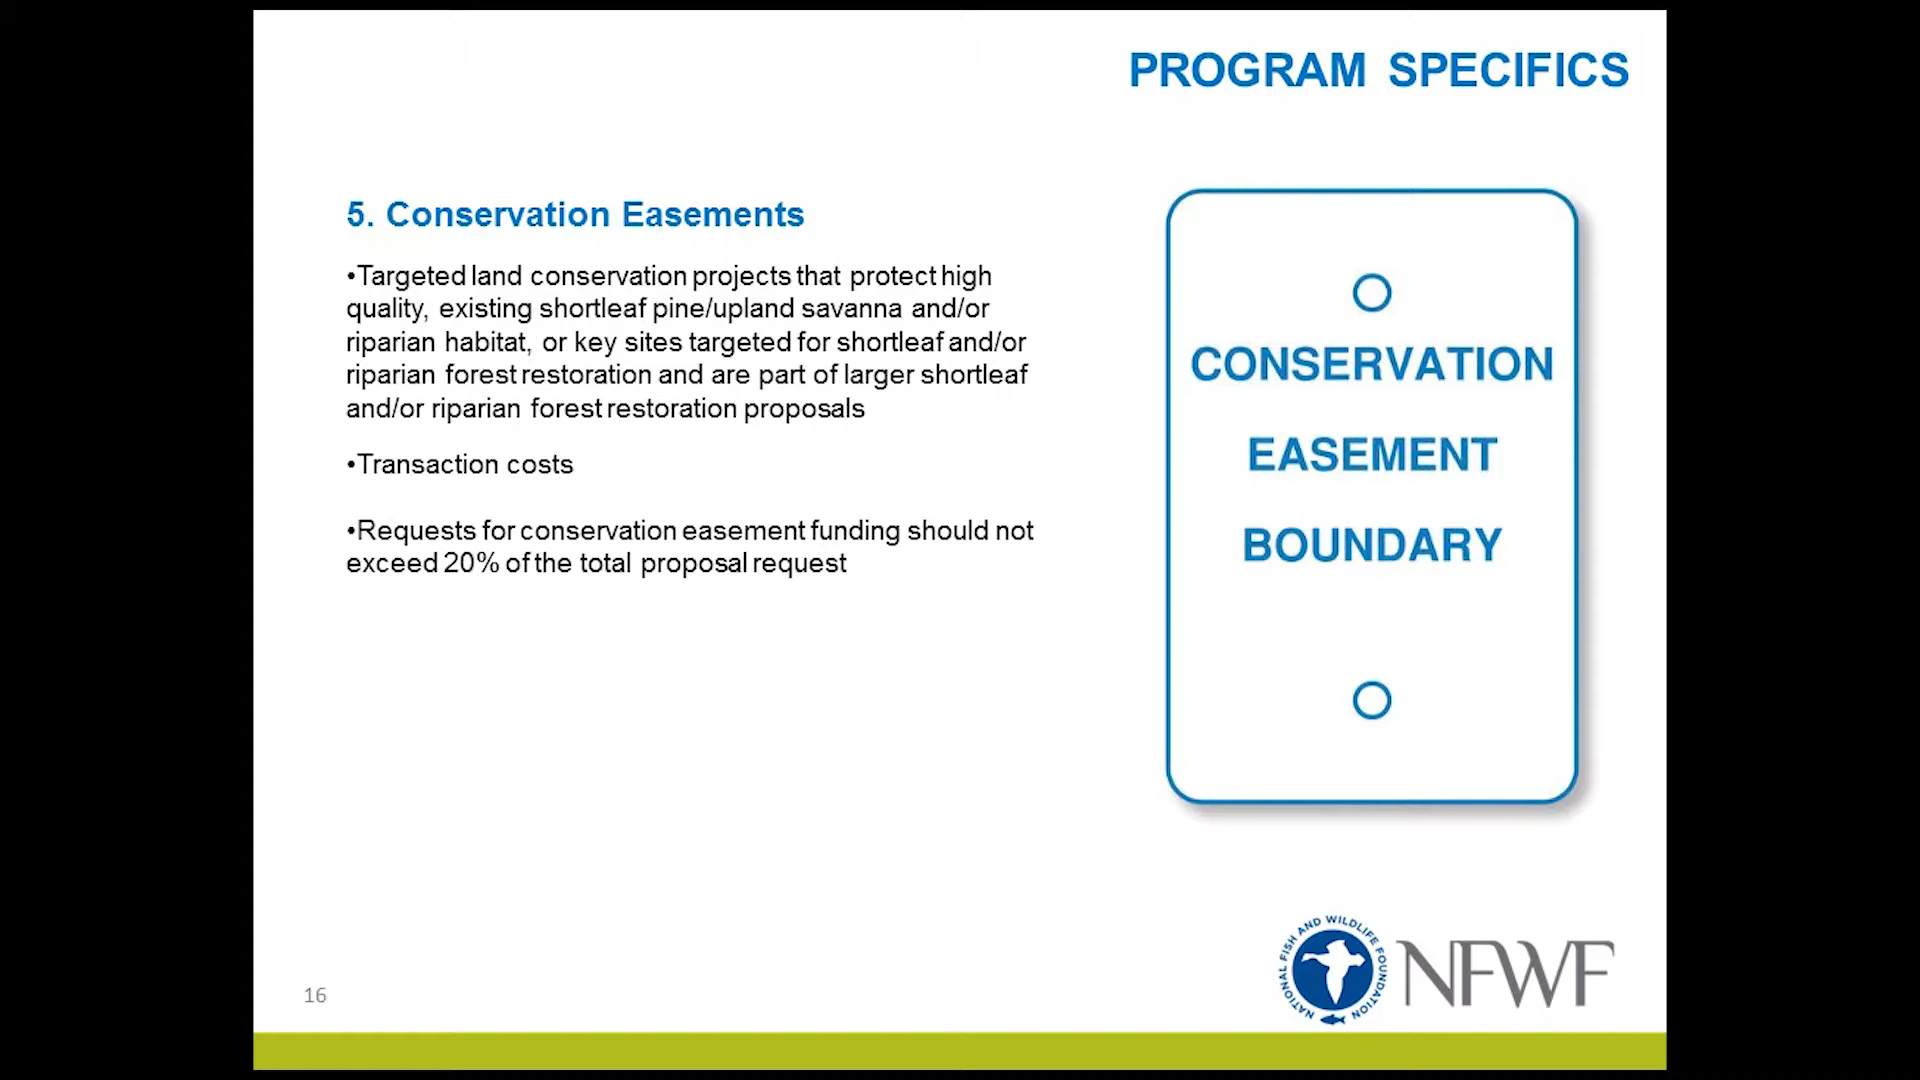 PROGRAM SPECIFICS
5. Conservation Easements
•Targeted land conservation projects that protect high
quality, existing shortleaf pine/upland savanna and/or
riparian habitat, or key sites targeted for shortleaf and/or
riparian forest restoration and are part of larger shortleaf
and/or riparian forest restoration proposals
•Transaction costs
•Requests for conservation easement funding should not
exceed 20% of the total proposal request
CONSERVATION
EASEMENT
BOUNDARY
NATIONAL FISH AND WILDLIFE FOUNDATION
NFWF
16